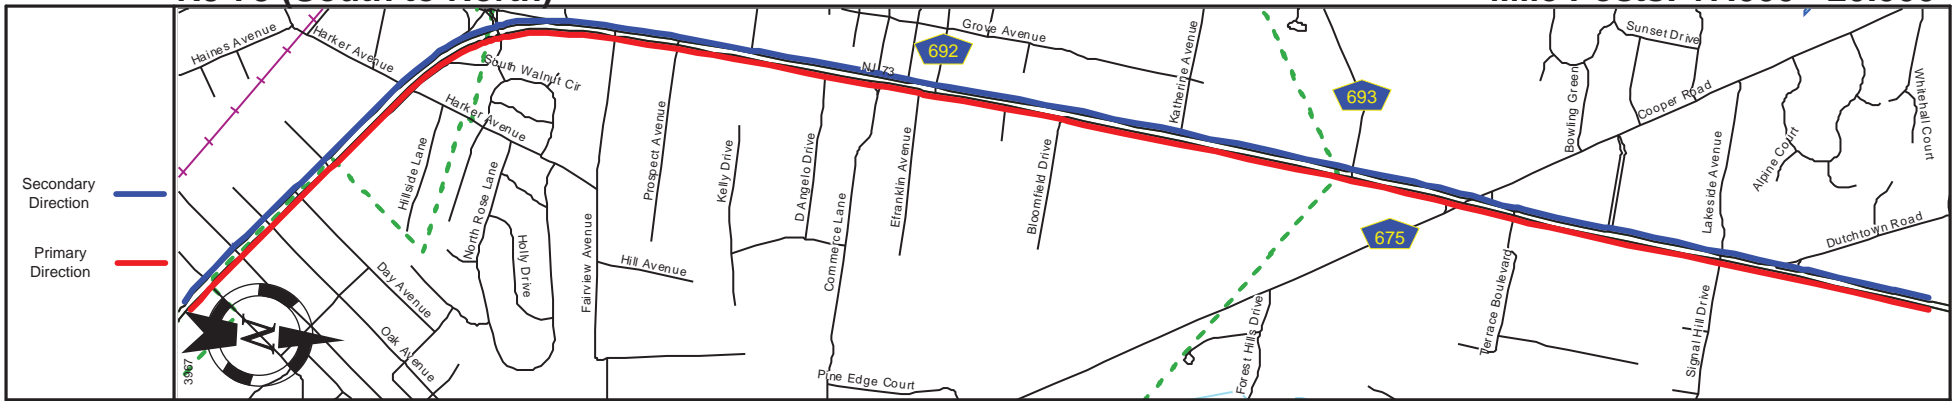 Secondary
Direction
Primary
Direction
Haines Avenue
Harker Avenue
South Walnut Cir
Harker Avenue
Hillside Lane
North Rose Lane
Holly Drive
Day Avenue
Oak Avenue
3967
N
Fairview Avenue
Prospect Avenue
Hill Avenue
Kelly Drive
D Angelo Drive
Commerce Lane
Pine Edge Court
NJ 73
692
Grove Avenue
Efranklin Avenue
Bloomfield Drive
Katherine Avenue
693
675
Forest Hills Drive
Bowling Green
Sunset Drive
Cooper Road
Terrace Boulevard
Lakeside Avenue
Signal Hill Drive
Alpine Court
Whitehall Court
Dutchtown Road